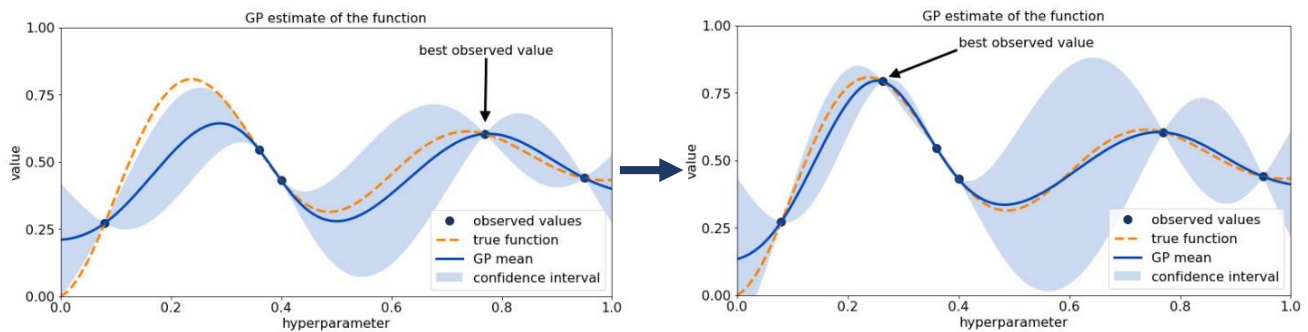 GP estimate of the function
1.00
0.75
0.50
0.25
0.00
value
best observed value
observed values
true function
GP mean
confidence interval
0.0 0.2 0.4 0.6 0.8 1.0
hyperparameter
GP estimate of the function
1.00
0.75
0.50
0.25
0.00
value
best observed value
observed values
true function
GP mean
confidence interval
0.0 0.2 0.4 0.6 0.8 1.0
hyperparameter